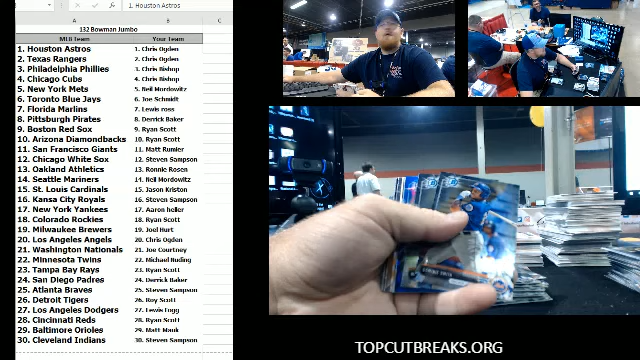 1. Houston Astros
132 Bowman Jumbo
MLB Team Your Team
1. Houston Astros 1. Chris Ogden
2. Texas Rangers 2. Chris Ogden
3. Philadelphia Phillies 3. Chris Bishop
4. Chicago Cubs 4. Chris Bishop
5. New York Mets 5. Neil Mordowitz
6. Toronto Blue Jays 6. Joe Schmidt
7. Florida Marlins 7. Lewis ross
8. Pittsburgh Pirates 8. Derrick Baker
9. Boston Red Sox 9. Ryan Scott
10. Arizona Diamondbacks 10. Ryan Scott
11. San Francisco Giants 11. Matt Rumler
12. Chicago White Sox 12. Steven Sampson
13. Oakland Athletics 13. Ronnie Rosen
14. Seattle Mariners 14. Neil Mordowitz
15. St. Louis Cardinals 15. Jason Kriston
16. Kansa City Royals 16. Steven Sampson
17. New York Yankees 17. Aaron heller
18. Colorado Rockies 18. Ryan Scott
19. Milwaukee Brewers 19. Joel Hurt
20. Los Angeles Angels 20. Chris Ogden
21. Washington Nationals 21. Joe Courtney
22. Minnesota Twins 22. Michael Ruding
23. Tampa Bay Rays 23. Ryan Scott
24. San Diego Padres 24. Derrick Baker
25. Atlanta Braves 25. Steven Sampson
26. Detroit Tigers 26. Roy Scott
27. Los Angeles Dodgers 27. Lewis Fogg
28. Cincinnati Reds 28. Ryan Scott
29. Baltimore Orioles 29. Matt Mauk
30. Cleveland Indians 30. Steven Sampson
TOPCUTBREAKS.ORG